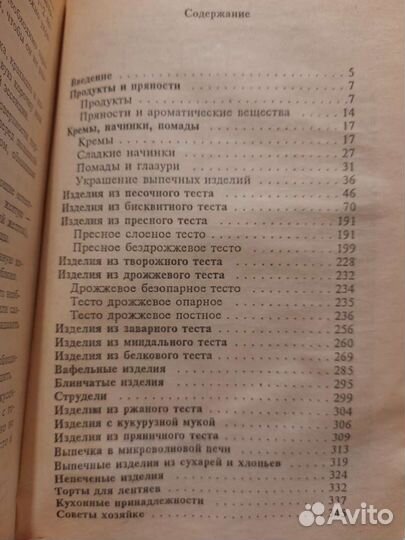 Содержание
Введение 5
Продукты и пряности 7
Продукты 7
Пряности и ароматические вещества 14
Кремы, начинки, помады 17
Кремы 17
Сладкие начинки 27
Помады и глазури 31
Украшение выпечных изделий 36
Изделия из песочного теста 46
Изделия из бисквитного теста 70
Изделия из пресного теста 191
Пресное слоеное тесто 191
Пресное бездрожжевое тесто 199
Изделия из творожного теста 228
Изделия из дрожжевого теста 232
Дрожжевое безопарное тесто 234
Тесто дрожжевое опарное 235
Тесто дрожжевое постное 236
Изделия из заварного теста 256
Изделия из миндального теста 260
Изделия из белкового теста 269
Вафельные изделия 285
Блинчатые изделия 295
Струдели 299
Изделия из ржаного теста 304
Изделия с кукурузной мукой 306
Изделия из пряничного теста 309
Выпечка в микроволновой печи 313
Выпечные изделия из сухарей и хлопьев 319
Непеченые изделия 324
Торты для лентяев 332
Кухонные принадлежности 337
Советы хозяйке
Avito